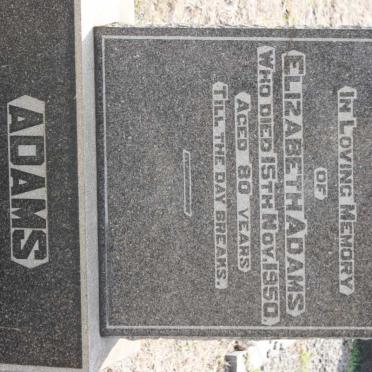 In Loving Memory
of
Elizabeth Adams
Who died 15th Nov. 1950
Aged 80 years
Till the day breaks.
ADAMS